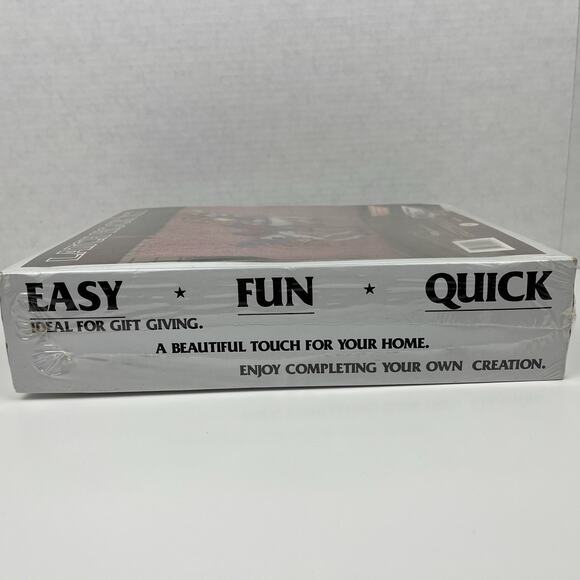 EASY ★ FUN ★ QUICK
IDEAL FOR GIFT GIVING.
A BEAUTIFUL TOUCH FOR YOUR HOME.
ENJOY COMPLETING YOUR OWN CREATION.